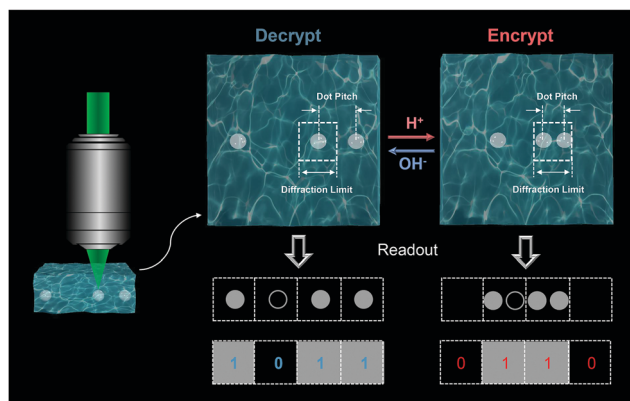 Decrypt
Encrypt
Dot Pitch
Dot Pitch
H⁺
OH⁻
Diffraction Limit
Diffraction Limit
Readout
1 0 1 1
0 1 1 0